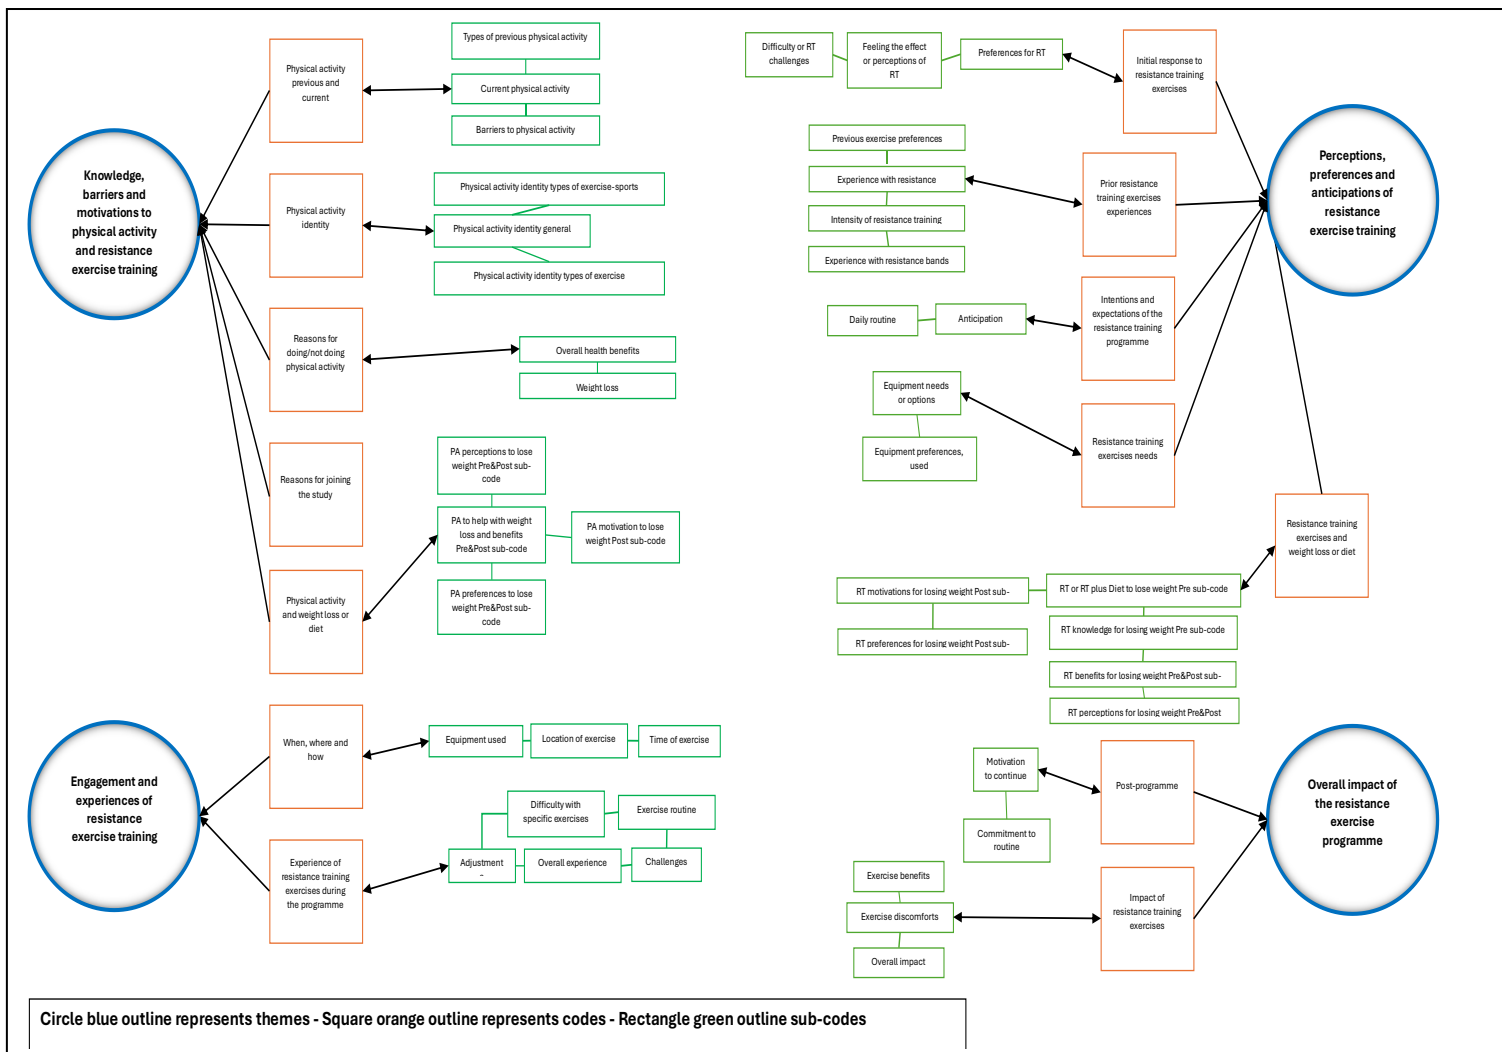 Knowledge,
barriers and
motivations to
physical activity
and resistance
exercise training
Physical activity
previous and
current
Types of previous physical activity
Current physical activity
Barriers to physical activity
Physical activity
identity
Physical activity identity types of exercise-sports
Physical activity identity general
Physical activity identity types of exercise
Reasons for
doing/not doing
physical activity
Overall health benefits
Weight loss
Reasons for joining
the study
Physical activity
and weight loss or
diet
PA perceptions to lose
weight Pre&Post sub-
code
PA to help with weight
loss and benefits
Pre&Post sub-code
PA motivation to lose
weight Post sub-code
PA preferences to lose
weight Pre&Post sub-
code
Engagement and
experiences of
resistance
exercise training
When, where and
how
Equipment used
Location of exercise
Time of exercise
Experience of
resistance training
exercises during
the programme
Difficulty with
specific exercises
Exercise routine
Adjustment
-
Overall experience
Challenges
Perceptions,
preferences and
anticipations of
resistance
exercise training
Initial response to
resistance training
exercises
Preferences for RT
Feeling the effect
or perceptions of
RT
Difficulty or RT
challenges
Prior resistance
training exercises
experiences
Previous exercise preferences
Experience with resistance
Intensity of resistance training
Experience with resistance bands
Intentions and
expectations of the
resistance training
programme
Anticipation
Daily routine
Resistance training
exercises needs
Equipment needs
or options
Equipment preferences,
used
Resistance training
exercises and
weight loss or diet
RT or RT plus Diet to lose weight Pre sub-code
RT motivations for losing weight Post sub-
RT preferences for losing weight Post sub-
RT knowledge for losing weight Pre sub-code
RT benefits for losing weight Pre&Post sub-
RT perceptions for losing weight Pre&Post
Overall impact of
the resistance
exercise
programme
Post-programme
Motivation
to continue
Commitment to
routine
Impact of
resistance training
exercises
Exercise benefits
Exercise discomforts
Overall impact
Circle blue outline represents themes - Square orange outline represents codes - Rectangle green outline sub-codes